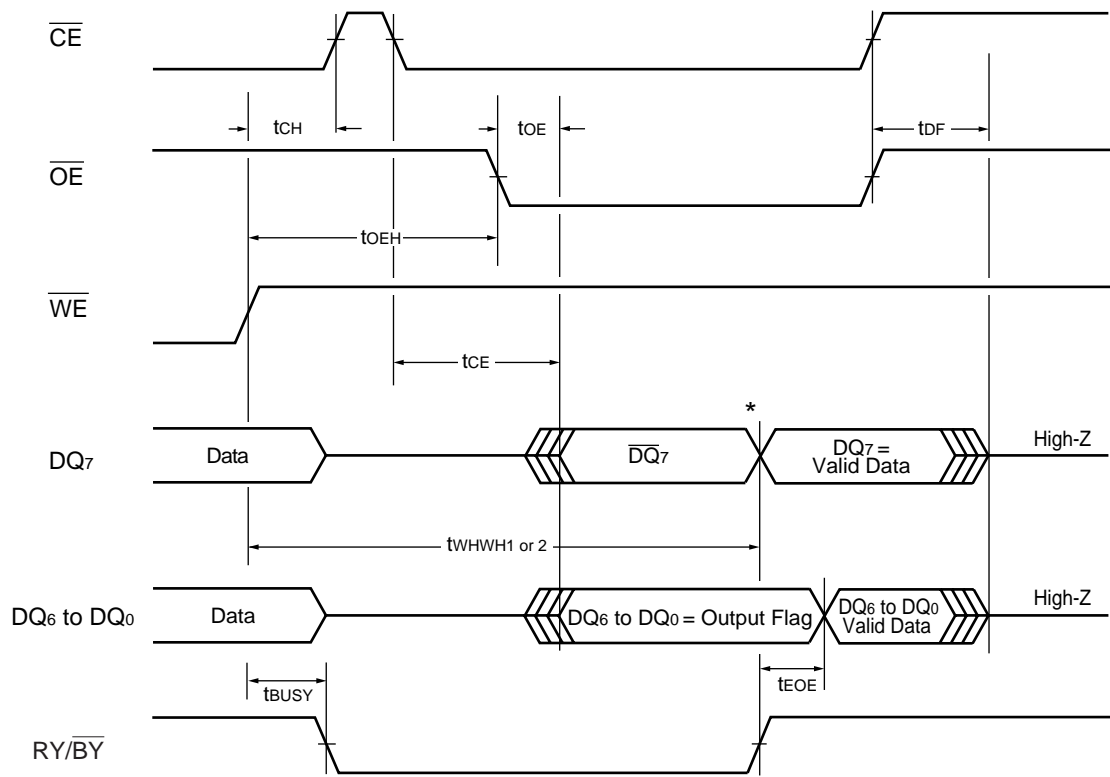 CE
tCH
tOE
tDF
OE
tOEH
WE
tCE
*
DQ7
Data
DQ7
DQ7 =
Valid Data
High-Z
tWHWH1 or 2
DQ6 to DQ0
Data
DQ6 to DQ0 = Output Flag
DQ6 to DQ0
Valid Data
High-Z
tBUSY
tEOE
RY/BY